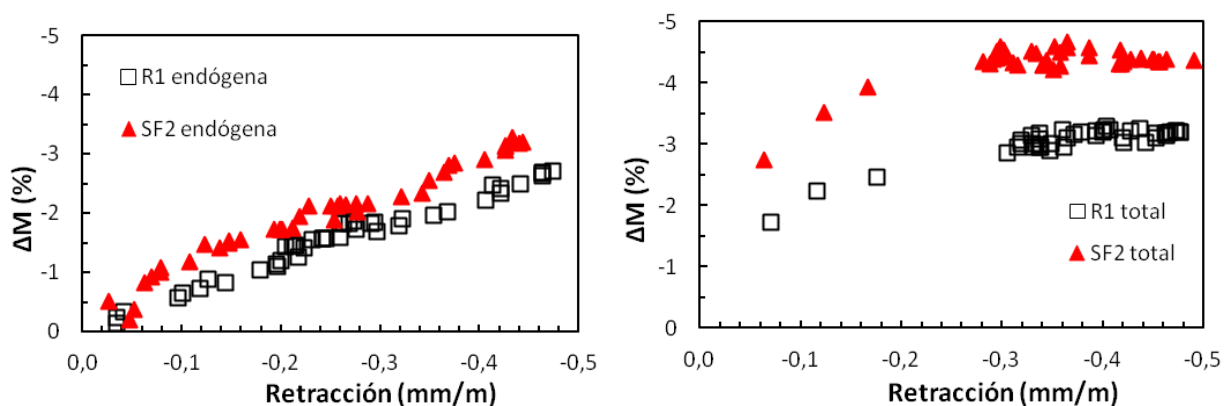 -5
-4
-3
-2
-1
0
ΔM (%)
R1 endógena
SF2 endógena
0,0 -0,1 -0,2 -0,3 -0,4 -0,5
Retracción (mm/m)
-5
-4
-3
-2
-1
0
ΔM (%)
R1 total
SF2 total
0,0 -0,1 -0,2 -0,3 -0,4 -0,5
Retracción (mm/m)